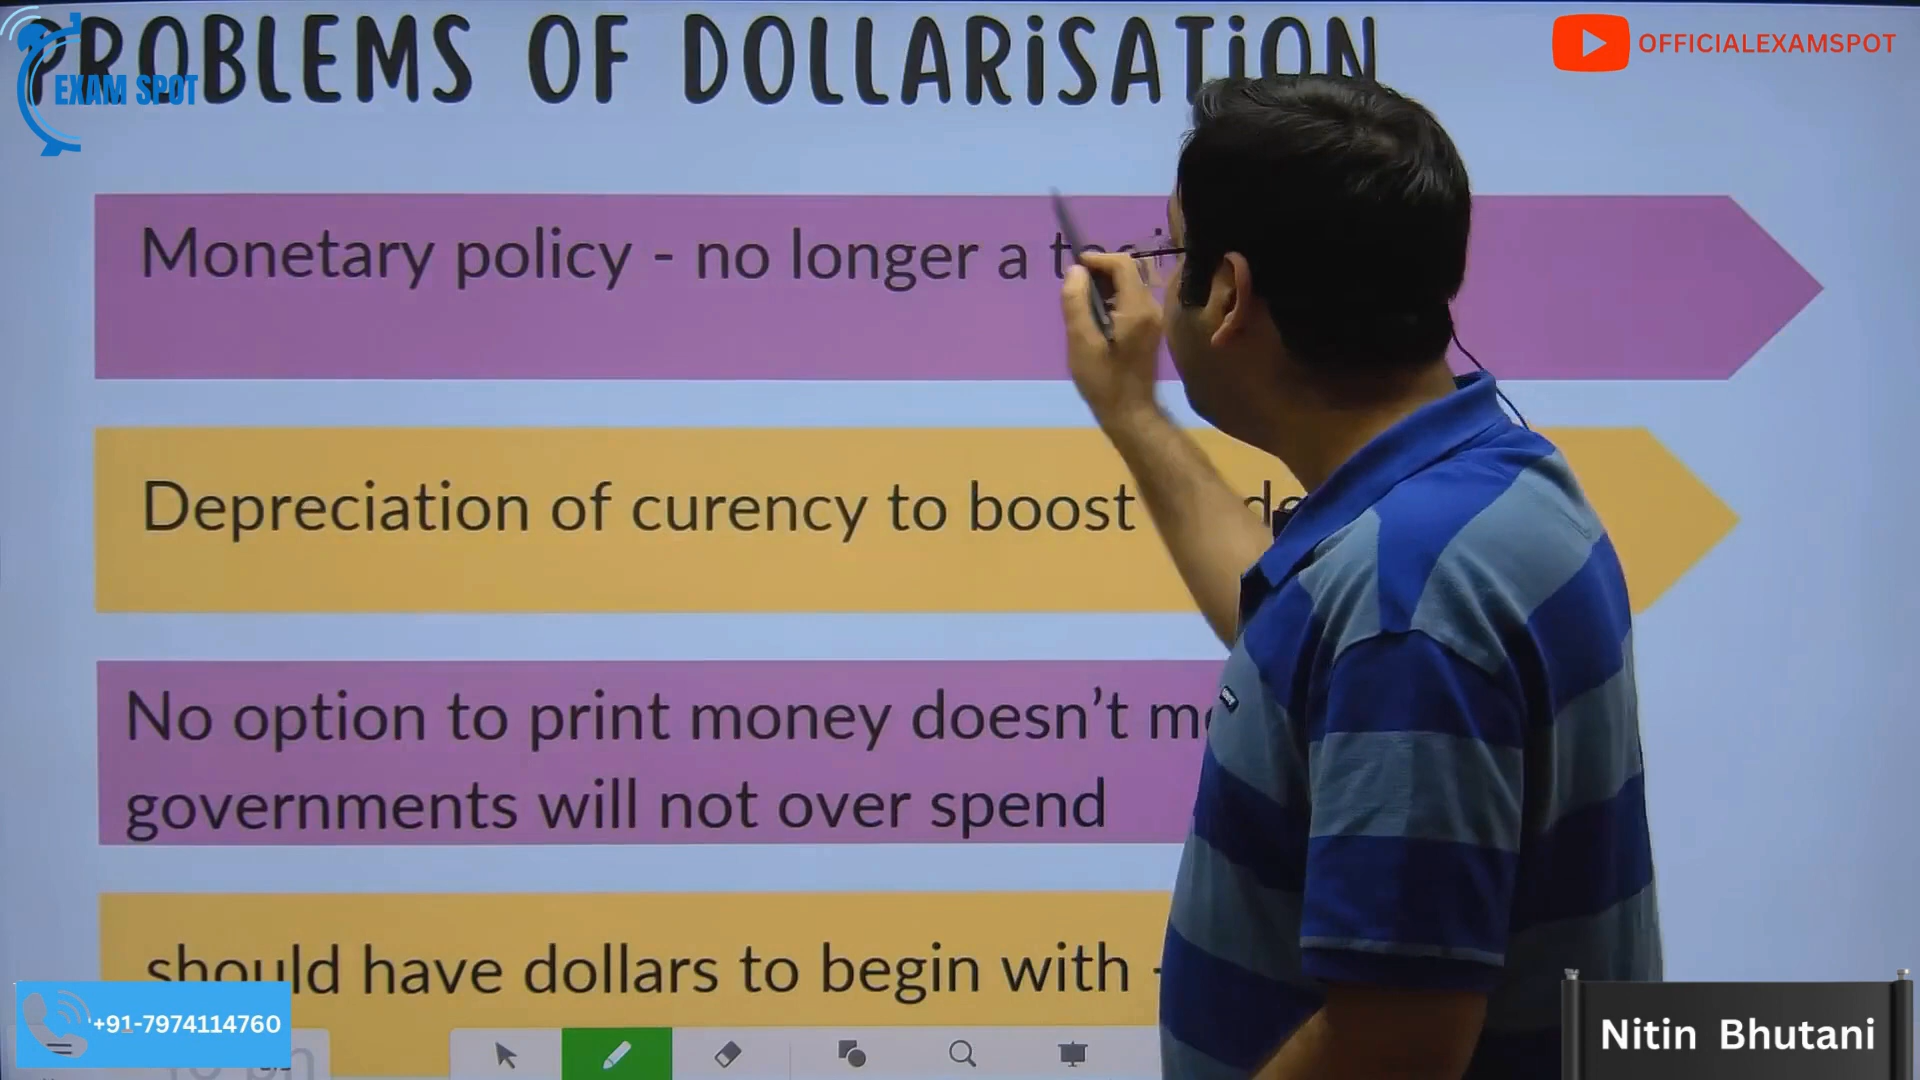 PROBLEMS OF DOLLARISATION
EXAM SPOT
OFFICIALEXAMSPOT
Monetary policy - no longer a
Depreciation of curency to boost
No option to print money doesn't
governments will not over spend
should have dollars to begin with -
+91-7974114760
Nitin Bhutani